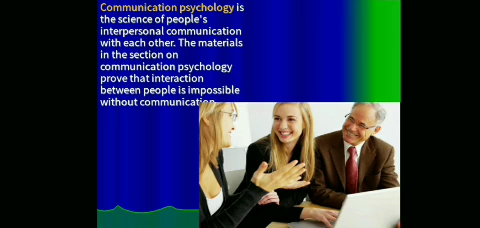 Communication psychology is
the science of people's
interpersonal communication
with each other. The materials
in the section on
communication psychology
prove that interaction
between people is impossible
without communication